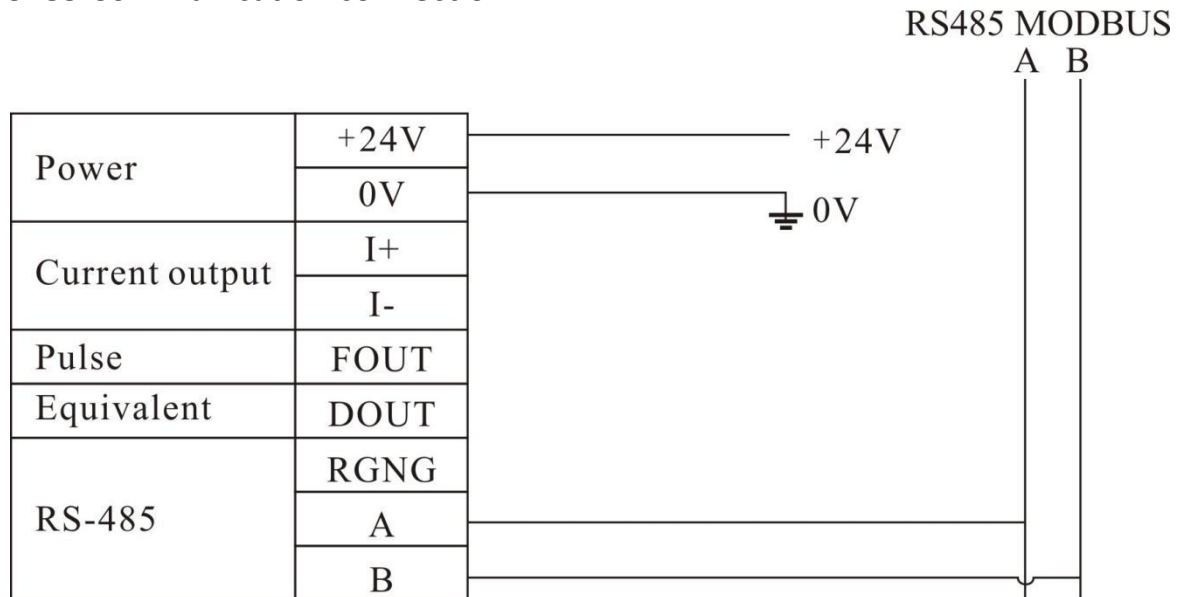 RS485 MODBUS
A B
Power
+24V
+24V
0V
0V
Current output
I+
I-
Pulse
FOUT
Equivalent
DOUT
RS-485
RGNG
A
B